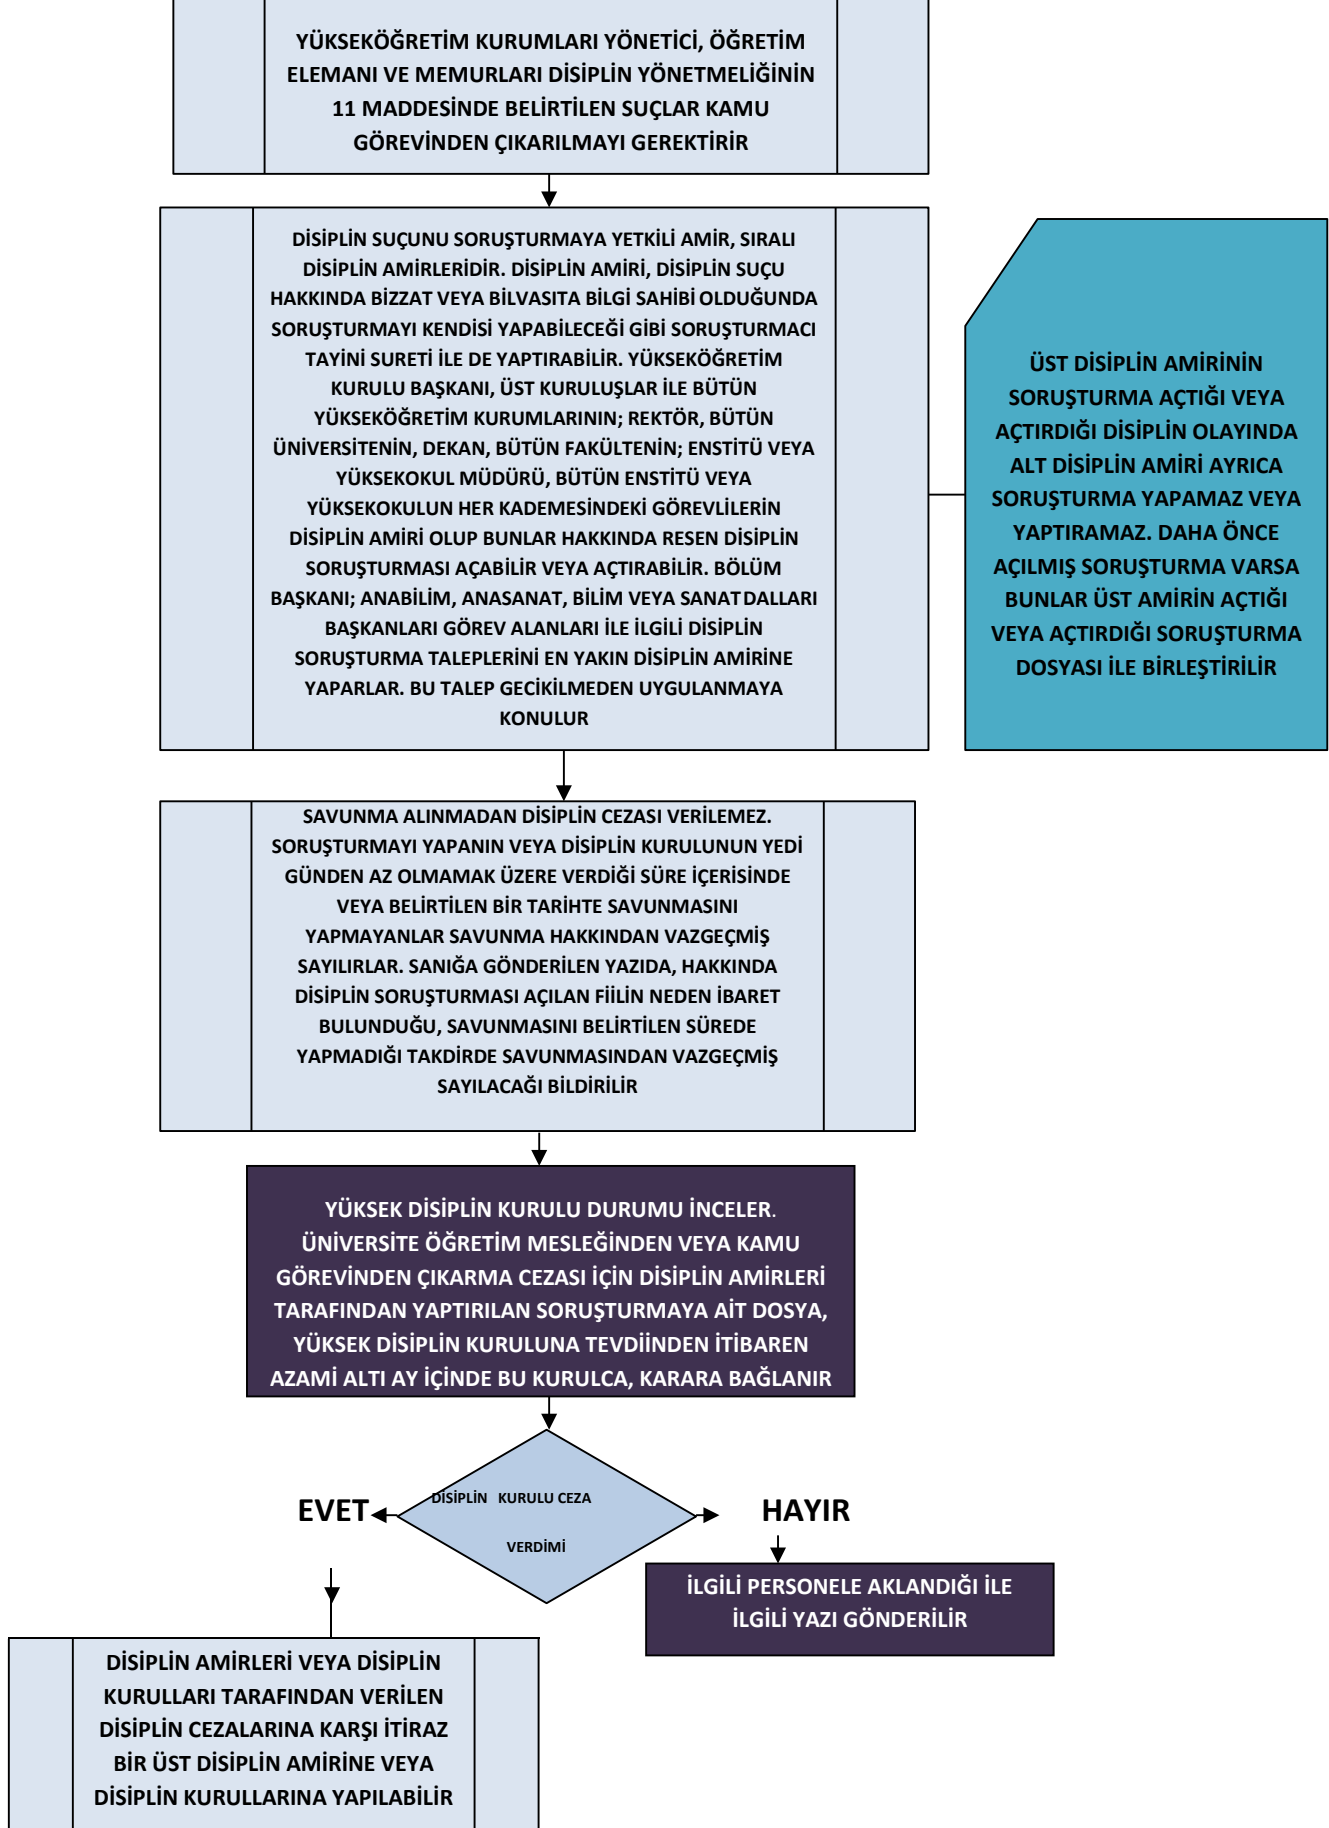 YÜKSEKÖĞRETİM KURUMLARI YÖNETİCİ, ÖĞRETİM
ELEMANI VE MEMURLARI DİSİPLİN YÖNETMELİĞİNİN
11 MADDESİNDE BELİRTİLEN SUÇLAR KAMU
GÖREVİNDEN ÇIKARILMAYI GEREKTİRİR
DİSİPLİN SUÇUNU SORUŞTURMAYA YETKİLİ AMİR, SIRALI
DİSİPLİN AMİRLERİDİR. DİSİPLİN AMİRİ, DİSİPLİN SUÇU
HAKKINDA BİZZAT VEYA BİLVASITA BİLGİ SAHİBİ OLDUĞUNDA
SORUŞTURMAYI KENDİSİ YAPABİLECEĞİ GİBİ SORUŞTURMACI
TAYİNİ SURETİ İLE DE YAPTIRABİLİR. YÜKSEKÖĞRETİM
KURULU BAŞKANI, ÜST KURULUŞLAR İLE BÜTÜN
YÜKSEKÖĞRETİM KURUMLARININ; REKTÖR, BÜTÜN
ÜNİVERSİTENİN, DEKAN, BÜTÜN FAKÜLTENİN; ENSTİTÜ VEYA
YÜKSEKOKUL MÜDÜRÜ, BÜTÜN ENSTİTÜ VEYA
YÜKSEKOKULUN HER KADEMESİNDEKİ GÖREVLİLERİN
DİSİPLİN AMİRİ OLUP BUNLAR HAKKINDA RESEN DİSİPLİN
SORUŞTURMASI AÇABİLİR VEYA AÇTIRABİLİR. BÖLÜM
BAŞKANI; ANABİLİM, ANASANAT, BİLİM VEYA SANAT DALLARI
BAŞKANLARI GÖREV ALANLARI İLE İLGİLİ DİSİPLİN
SORUŞTURMA TALEPLERİNİ EN YAKIN DİSİPLİN AMİRİNE
YAPARLAR. BU TALEP GECİKİLMEDEN UYGULANMAYA
KONULUR
ÜST DİSİPLİN AMİRİNİN
SORUŞTURMA AÇTIĞI VEYA
AÇTIRDIĞI DİSİPLİN OLAYINDA
ALT DİSİPLİN AMİRİ AYRICA
SORUŞTURMA YAPAMAZ VEYA
YAPTIRAMAZ. DAHA ÖNCE
AÇILMIŞ SORUŞTURMA VARSA
BUNLAR ÜST AMİRİN AÇTIĞI
VEYA AÇTIRDIĞI SORUŞTURMA
DOSYASI İLE BİRLEŞTİRİLİR
SAVUNMA ALINMADAN DİSİPLİN CEZASI VERİLEMEZ.
SORUŞTURMAYI YAPANIN VEYA DİSİPLİN KURULUNUN YEDİ
GÜNDEN AZ OLMAMAK ÜZERE VERDİĞİ SÜRE İÇERİSİNDE
VEYA BELİRTİLEN BİR TARİHTE SAVUNMASINI
YAPMAYANLAR SAVUNMA HAKKINDAN VAZGEÇMİŞ
SAYILIRLAR. SANIĞA GÖNDERİLEN YAZIDA, HAKKINDA
DİSİPLİN SORUŞTURMASI AÇILAN FİİLİN NEDEN İBARET
BULUNDUĞU, SAVUNMASINI BELİRTİLEN SÜREDE
YAPMADIĞI TAKDİRDE SAVUNMASINDAN VAZGEÇMİŞ
SAYILACAĞI BİLDİRİLİR
YÜKSEK DİSİPLİN KURULU DURUMU İNCELER.
ÜNİVERSİTE ÖĞRETİM MESLEĞİNDEN VEYA KAMU
GÖREVİNDEN ÇIKARMA CEZASI İÇİN DİSİPLİN AMİRLERİ
TARAFINDAN YAPTIRILAN SORUŞTURMAYA AİT DOSYA,
YÜKSEK DİSİPLİN KURULUNA TEVDİİNDEN İTİBAREN
AZAMİ ALTI AY İÇİNDE BU KURULCA, KARARA BAĞLANIR
DİSİPLİN KURULU CEZA
VERDİMİ
EVET
HAYIR
İLGİLİ PERSONELE AKLANDIĞI İLE
İLGİLİ YAZI GÖNDERİLİR
DİSİPLİN AMİRLERİ VEYA DİSİPLİN
KURULLARI TARAFINDAN VERİLEN
DİSİPLİN CEZALARINA KARŞI İTİRAZ
BİR ÜST DİSİPLİN AMİRİNE VEYA
DİSİPLİN KURULLARINA YAPILABİLİR